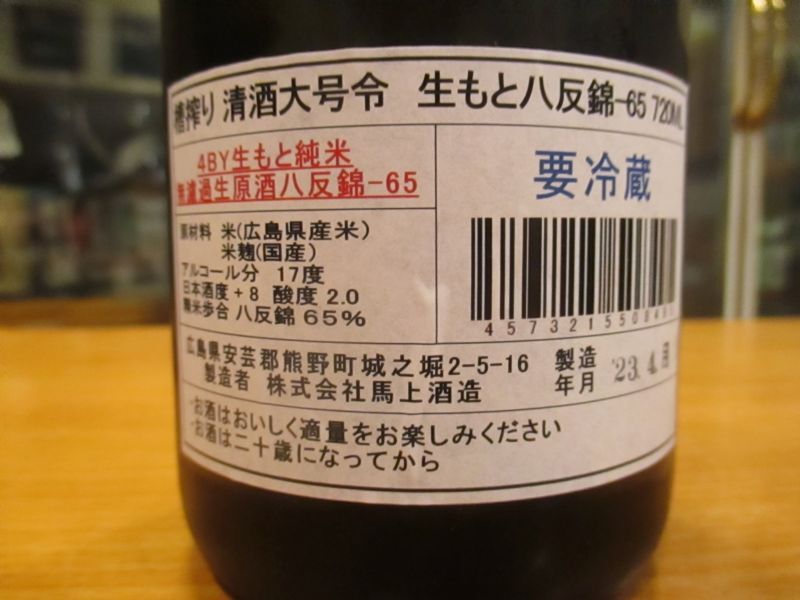 槽搾り 清酒大号令 生もと八反錦-65 720ML
4BY生もと純米
無濾過生原酒八反錦-65
要冷蔵
原材料 米(広島県産米)
米麹(国産)
アルコール分 17度
日本酒度+8 酸度2.0
精米歩合 八反錦65%
広島県安芸郡熊野町城之堀2-5-16
製造者 株式会社馬上酒造
製造
年月
'23.4.
・お酒はおいしく適量をお楽しみください
・お酒は二十歳になってから